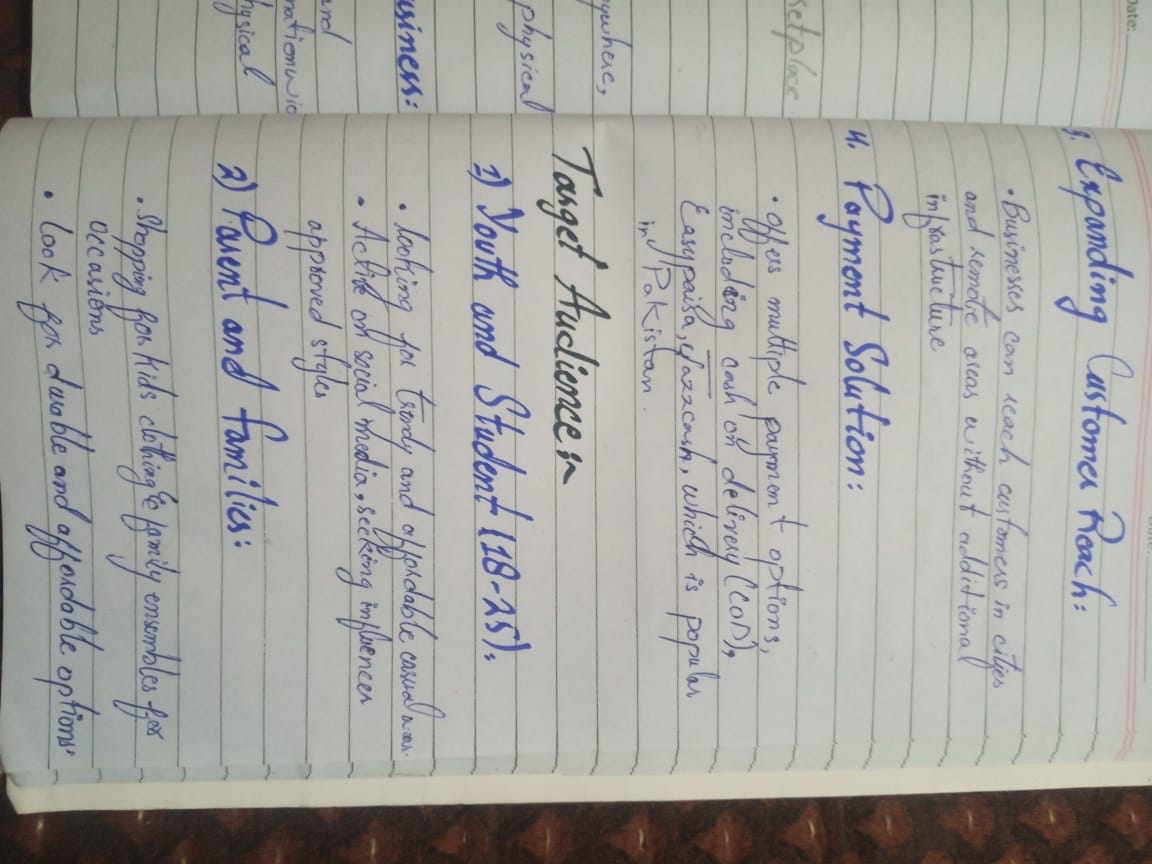 Date:
3. Expanding Customer Reach:
• Businesses can reach customers in cities
and remote areas without additional
infrastructure
4. Payment Solution:
• Offers multiple payment options,
including cash on delivery (COD),
Easypaisa, Jazzcash, which is popular
in Pakistan.
Target Audience:~
1) Youth and Student (18-25).
• looking for trendy and affordable casual wear.
• Active on social media, seeking influencer
approved styles
2) Parent and families:
• Shopping for kids clothing & family ensembles for
occasions
• Look for durable and affordable options.
ketplace
ywhere,
physical
usiness:
and
nationwid
hysical